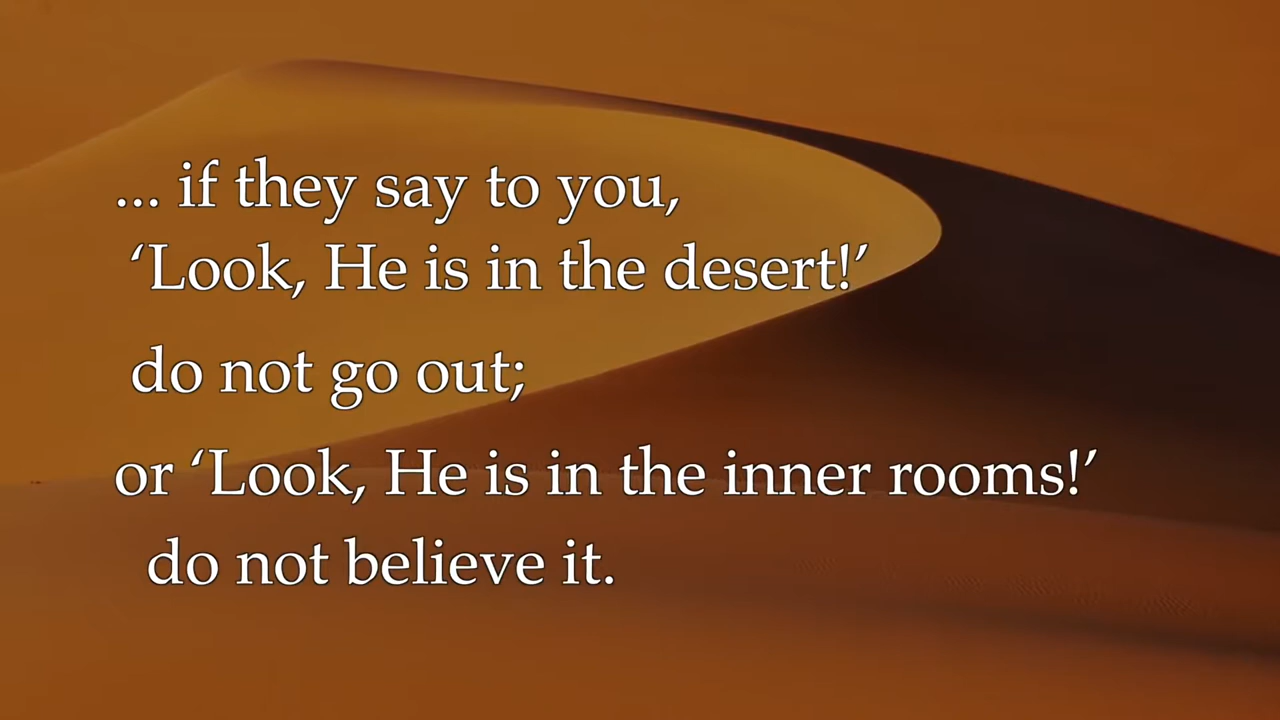 ... if they say to you,
‘Look, He is in the desert!’
do not go out;
or ‘Look, He is in the inner rooms!’
do not believe it.